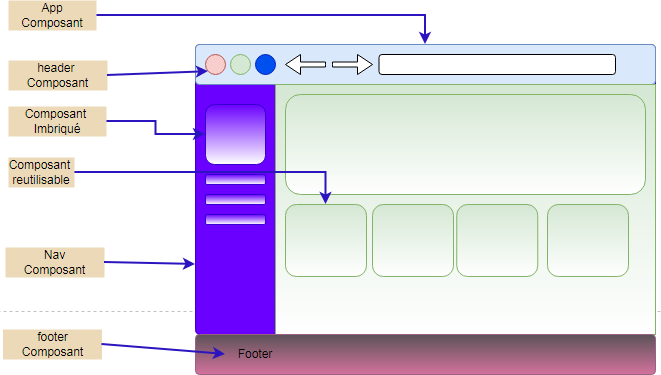 App
Composant
header
Composant
Composant
Imbriqué
Composant
reutilisable
Nav
Composant
footer
Composant
Footer